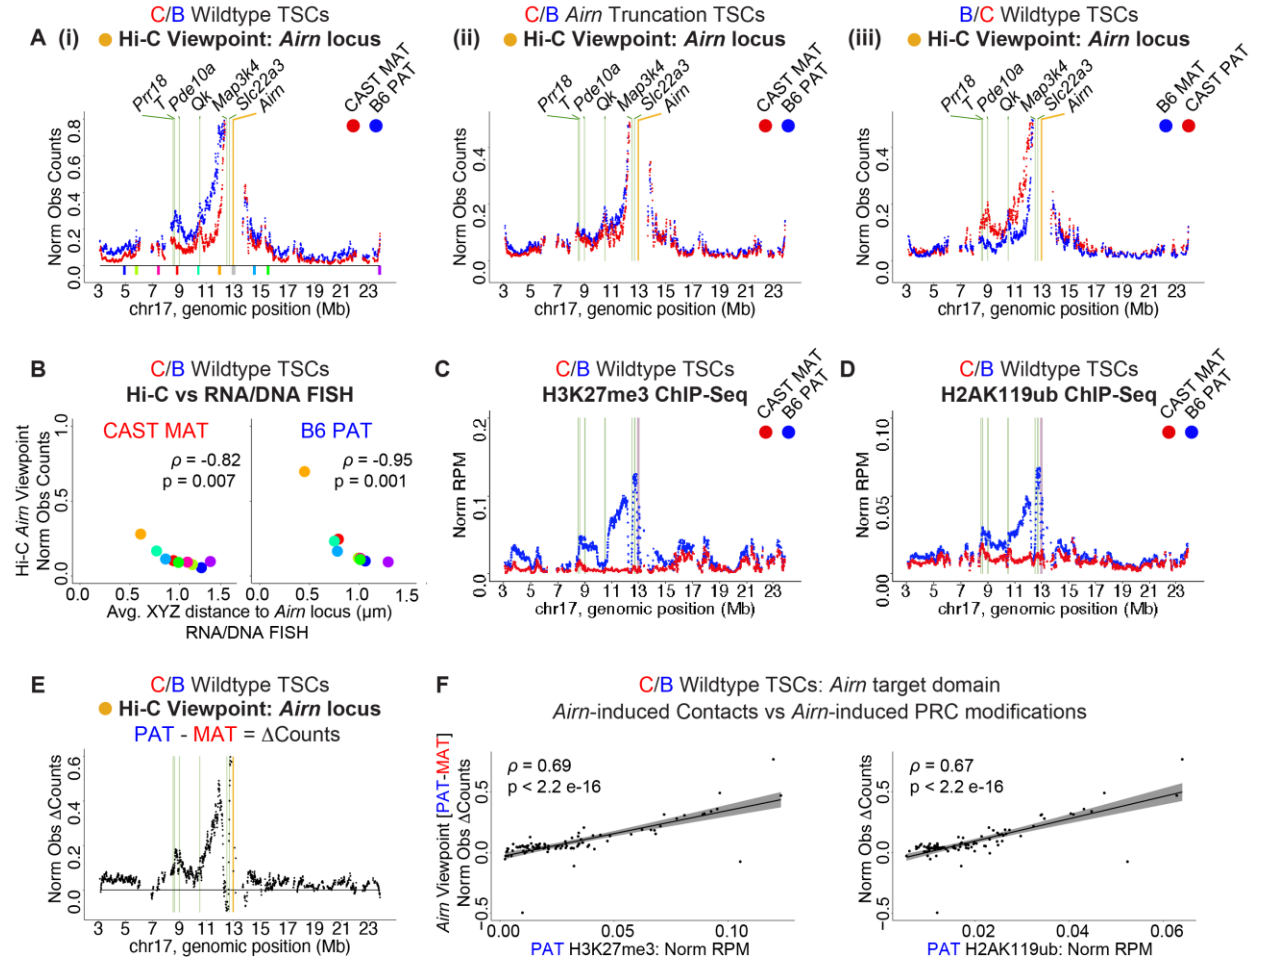 C/B Wildtype TSCs
A (i) Hi-C Viewpoint: Airn locus
Prr18 T Pde10a Qk Map3k4 Slc22a3 Airn
CAST MAT
B6 PAT
Norm Obs Counts
0.8
0.6
0.4
0.2
0.0
3 5 7 9 11 13 15 17 19 21 23
chr17, genomic position (Mb)
C/B Airn Truncation TSCs
(ii) Hi-C Viewpoint: Airn locus
Prr18 T Pde10a Qk Map3k4 Slc22a3 Airn
CAST MAT
B6 PAT
Norm Obs Counts
0.4
0.2
0.0
3 5 7 9 11 13 15 17 19 21 23
chr17, genomic position (Mb)
B/C Wildtype TSCs
(iii) Hi-C Viewpoint: Airn locus
Prr18 T Pde10a Qk Map3k4 Slc22a3 Airn
B6 MAT
CAST PAT
Norm Obs Counts
0.4
0.2
0.0
3 5 7 9 11 13 15 17 19 21 23
chr17, genomic position (Mb)
B C/B Wildtype TSCs
Hi-C vs RNA/DNA FISH
CAST MAT
ρ = -0.82
p = 0.007
B6 PAT
ρ = -0.95
p = 0.001
Hi-C Airn Viewpoint
Norm Obs Counts
1.0
0.5
0.0
0.0 0.5 1.0 1.5 0.0 0.5 1.0 1.5
Avg. XYZ distance to Airn locus (μm)
RNA/DNA FISH
C C/B Wildtype TSCs
H3K27me3 ChIP-Seq
CAST MAT
B6 PAT
Norm RPM
0.2
0.1
0.0
3 5 7 9 11 13 15 17 19 21 23
chr17, genomic position (Mb)
D C/B Wildtype TSCs
H2AK119ub ChIP-Seq
CAST MAT
B6 PAT
Norm RPM
0.10
0.05
0.00
3 5 7 9 11 13 15 17 19 21 23
chr17, genomic position (Mb)
E C/B Wildtype TSCs
Hi-C Viewpoint: Airn locus
PAT - MAT = ΔCounts
Norm Obs ΔCounts
0.6
0.4
0.2
0.0
3 5 7 9 11 13 15 17 19 21 23
chr17, genomic position (Mb)
F C/B Wildtype TSCs: Airn target domain
Airn-induced Contacts vs Airn-induced PRC modifications
Airn Viewpoint [PAT-MAT]
Norm Obs ΔCounts
ρ = 0.69
p < 2.2 e-16
0.5
0.0
-0.5
0.00 0.05 0.10
PAT H3K27me3: Norm RPM
Norm Obs ΔCounts
ρ = 0.67
p < 2.2 e-16
0.5
0.0
-0.5
0.02 0.04 0.06
PAT H2AK119ub: Norm RPM